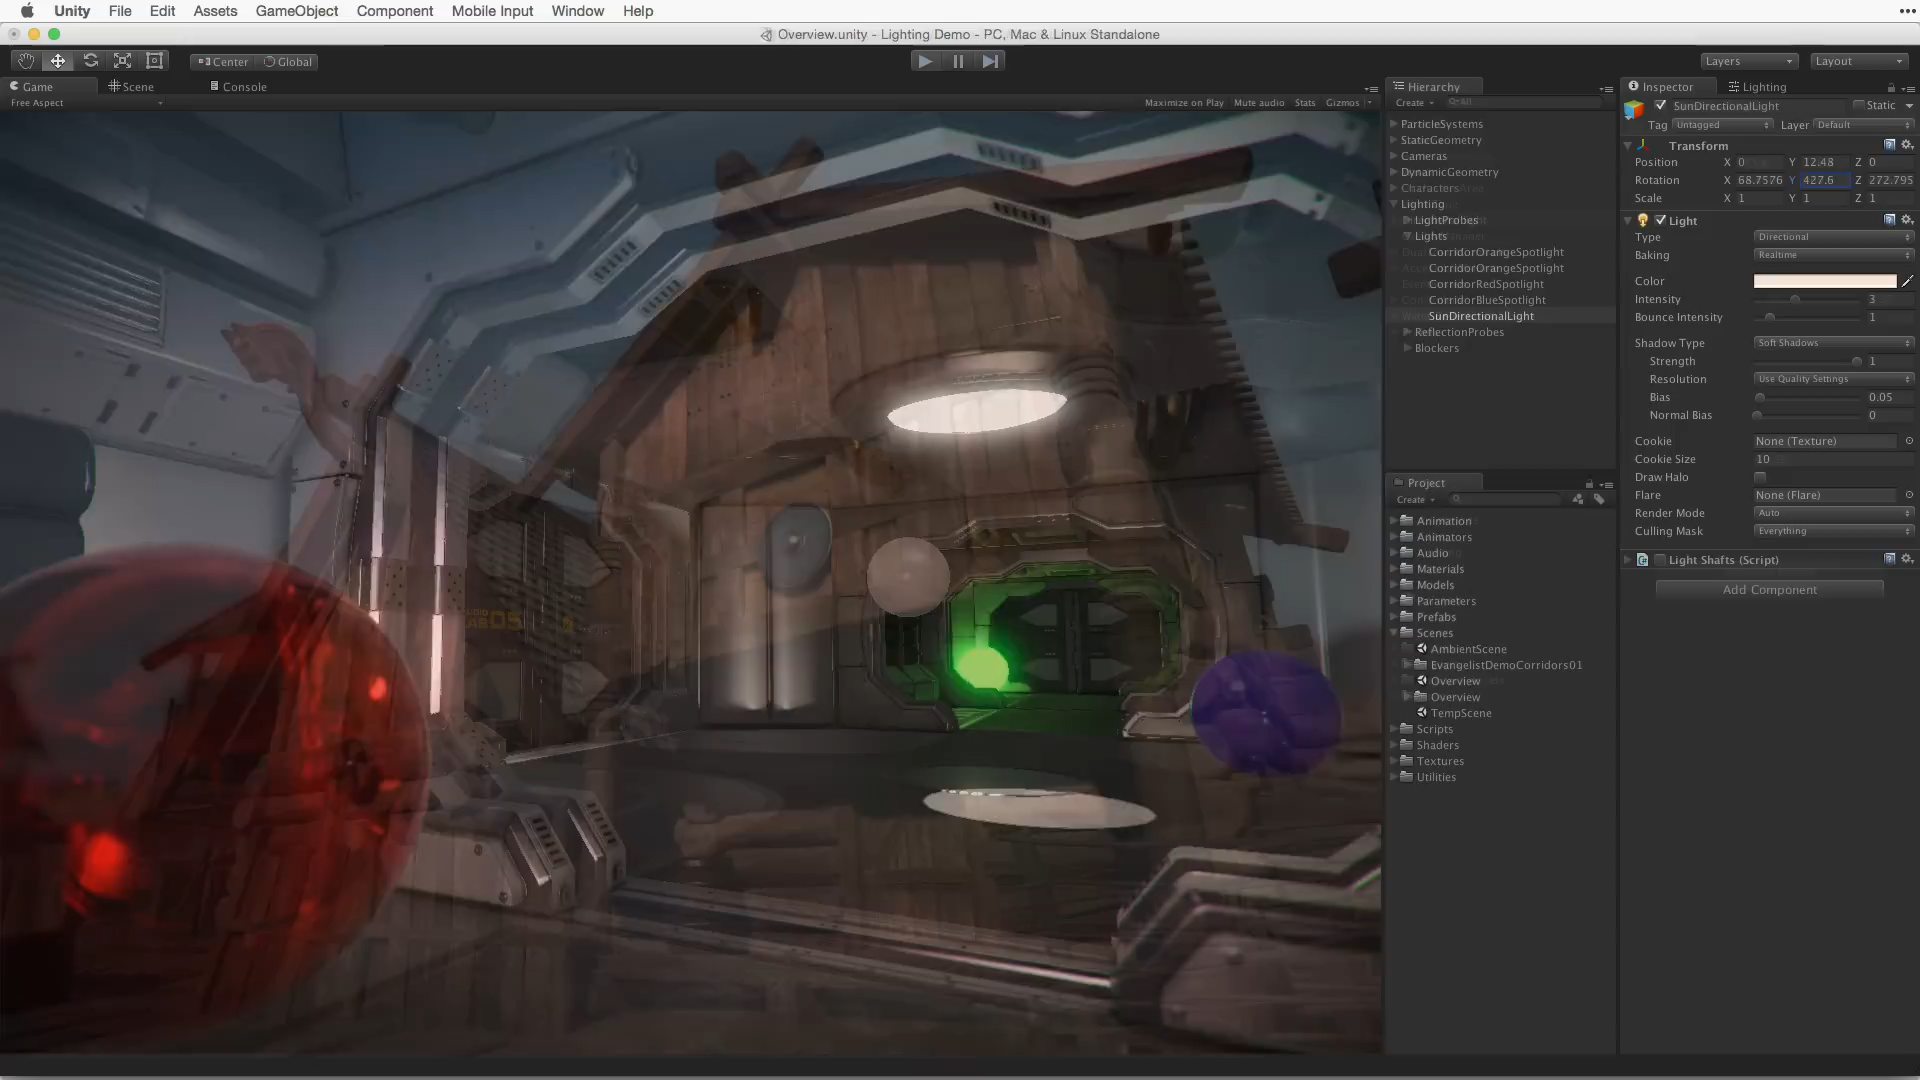 Unity File Edit Assets GameObject Component Mobile Input Window Help
Overview.unity - Lighting Demo - PC, Mac & Linux Standalone
Center Global
Layers Layout
Game Scene Console
Free Aspect
Maximize on Play Mute audio Stats Gizmos
Hierarchy
Create All
ParticleSystems
StaticGeometry
Cameras
DynamicGeometry
Characters
Lighting
LightProbes
Lights
CorridorOrangeSpotlight
CorridorOrangeSpotlight
CorridorRedSpotlight
CorridorBlueSpotlight
SunDirectionalLight
ReflectionProbes
Blockers
Project
Create
Animation
Animators
Audio
Materials
Models
Parameters
Prefabs
Scenes
AmbientScene
EvangelistDemoCorridors01
Overview
Overview
TempScene
Scripts
Shaders
Textures
Utilities
Inspector Lighting
SunDirectionalLight Static
Tag Untagged Layer Default
Transform
Position X 0 Y 12.48 Z 0
Rotation X 68.7576 Y 427.6 Z 272.795
Scale X 1 Y 1 Z 1
Light
Type Directional
Baking Realtime
Color
Intensity 3
Bounce Intensity 1
Shadow Type Soft Shadows
Strength 1
Resolution Use Quality Settings
Bias 0.05
Normal Bias 0
Cookie None (Texture)
Cookie Size 10
Draw Halo
Flare None (Flare)
Render Mode Auto
Culling Mask Everything
Light Shafts (Script)
Add Component